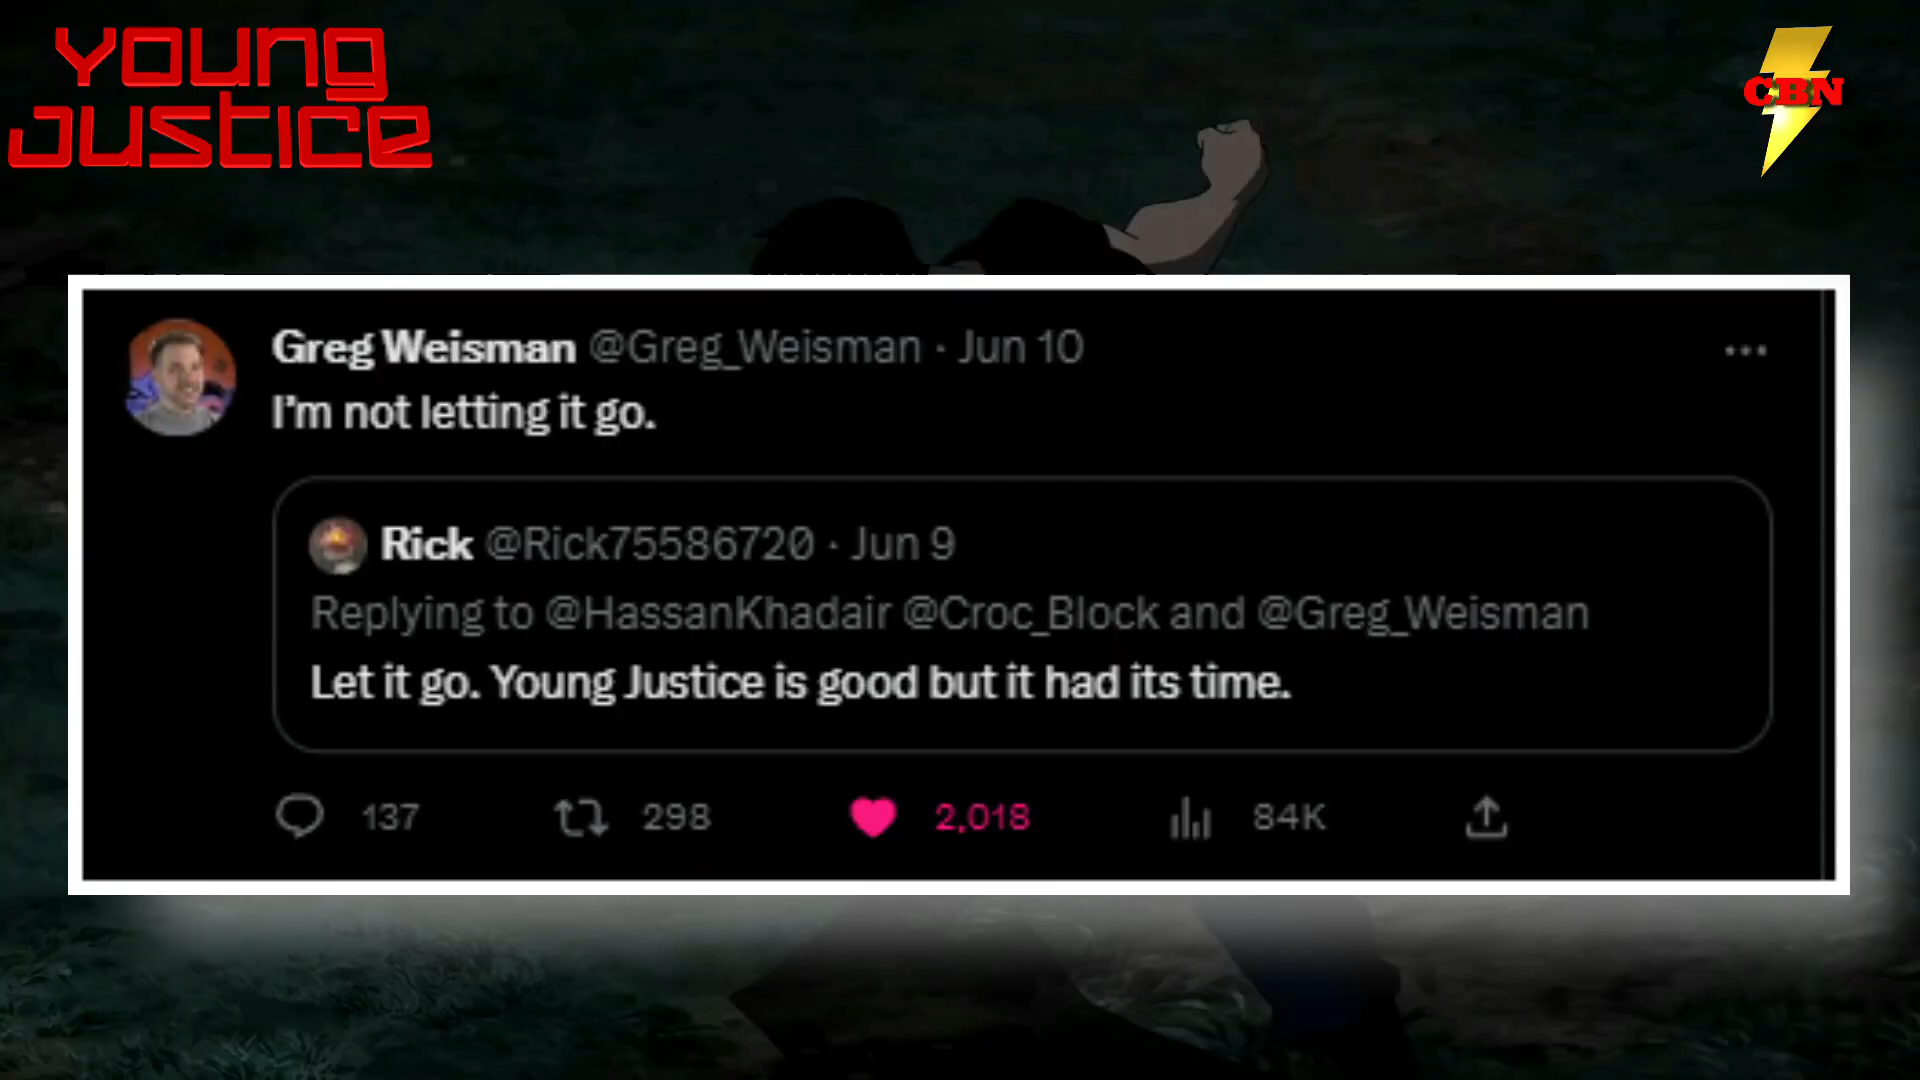 Young
Justice
CBN
Greg Weisman @Greg_Weisman · Jun 10
I'm not letting it go.
Rick @Rick75586720 · Jun 9
Replying to @HassanKhadair @Croc_Block and @Greg_Weisman
Let it go. Young Justice is good but it had its time.
137 298 2,018 84K